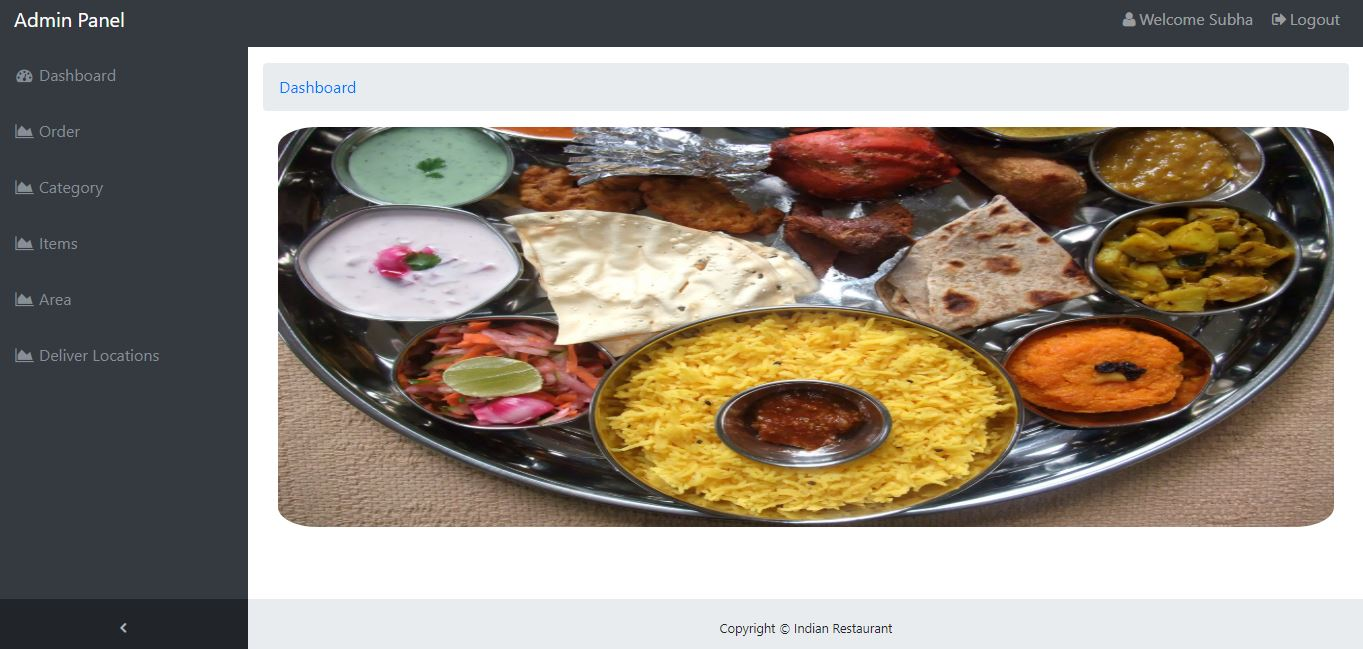 Admin Panel
Welcome Subha
Logout
Dashboard
Order
Category
Items
Area
Deliver Locations
Dashboard
Copyright © Indian Restaurant